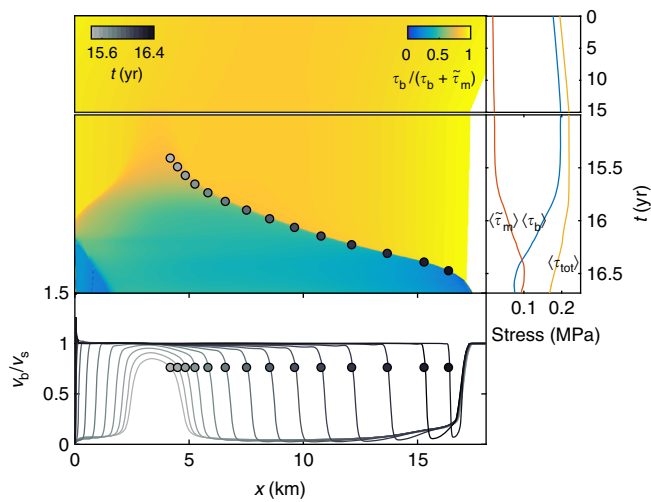 15.6 16.4
t (yr)
0 0.5 1
τb/(τb + τ̃m)
0
5
10
15
15.5
16
16.5
t (yr)
⟨τ̃m⟩ ⟨τb⟩
⟨τtot⟩
0.1 0.2
Stress (MPa)
1.5
1
0.5
0
vb/vs
0 5 10 15
x (km)